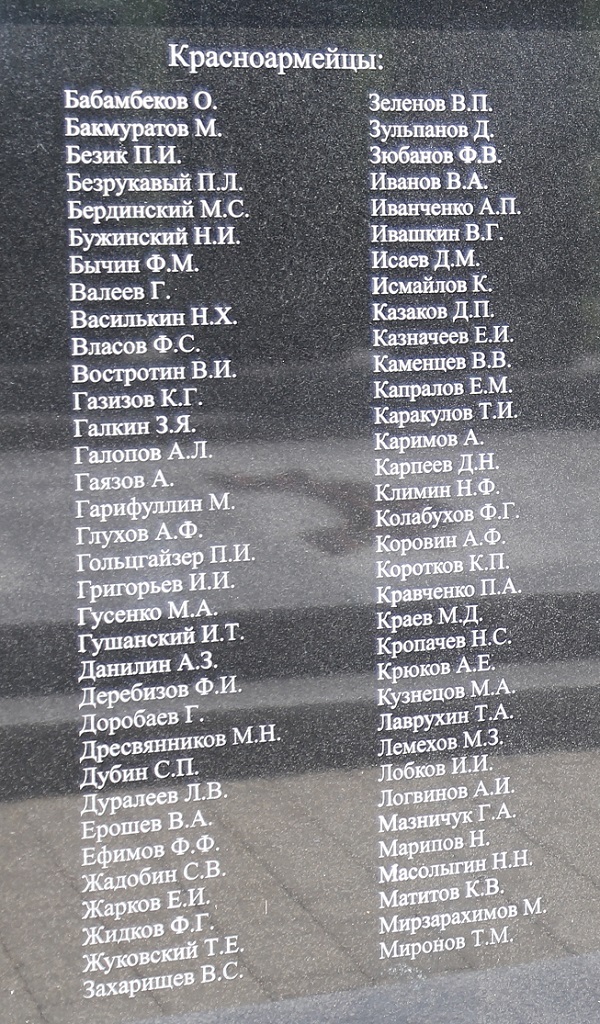 Красноармейцы:
Бабамбеков О.
Бакмуратов М.
Безик П.И.
Безрукавый П.Л.
Бердинский М.С.
Бужинский Н.И.
Бычин Ф.М.
Валеев Г.
Василькин Н.Х.
Власов Ф.С.
Востротин В.И.
Газизов К.Г.
Галкин З.Я.
Галопов А.Л.
Гаязов А.
Гарифуллин М.
Глухов А.Ф.
Гольцгайзер П.И.
Григорьев И.И.
Гусенко М.А.
Гушанский И.Т.
Данилин А.З.
Деребизов Ф.И.
Доробаев Г.
Дресвянников М.Н.
Дубин С.П.
Дуралеев Л.В.
Ерошев В.А.
Ефимов Ф.Ф.
Жадобин С.В.
Жарков Е.И.
Жидков Ф.Г.
Жуковский Т.Е.
Захарищев В.С.
Зеленов В.П.
Зульпанов Д.
Зюбанов Ф.В.
Иванов В.А.
Иванченко А.П.
Ивашкин В.Г.
Исаев Д.М.
Исмайлов К.
Казаков Д.П.
Казначеев Е.И.
Каменцев В.В.
Капралов Е.М.
Каракулов Т.И.
Каримов А.
Карпеев Д.Н.
Климин Н.Ф.
Колабухов Ф.Г.
Коровин А.Ф.
Коротков К.П.
Кравченко П.А.
Краев М.Д.
Кропачев Н.С.
Крюков А.Е.
Кузнецов М.А.
Лаврухин Т.А.
Лемехов М.З.
Лобков И.И.
Логвинов А.И.
Мазничук Г.А.
Марипов Н.
Масолыгин Н.Н.
Матитов К.В.
Мирзарахимов М.
Миронов Т.М.